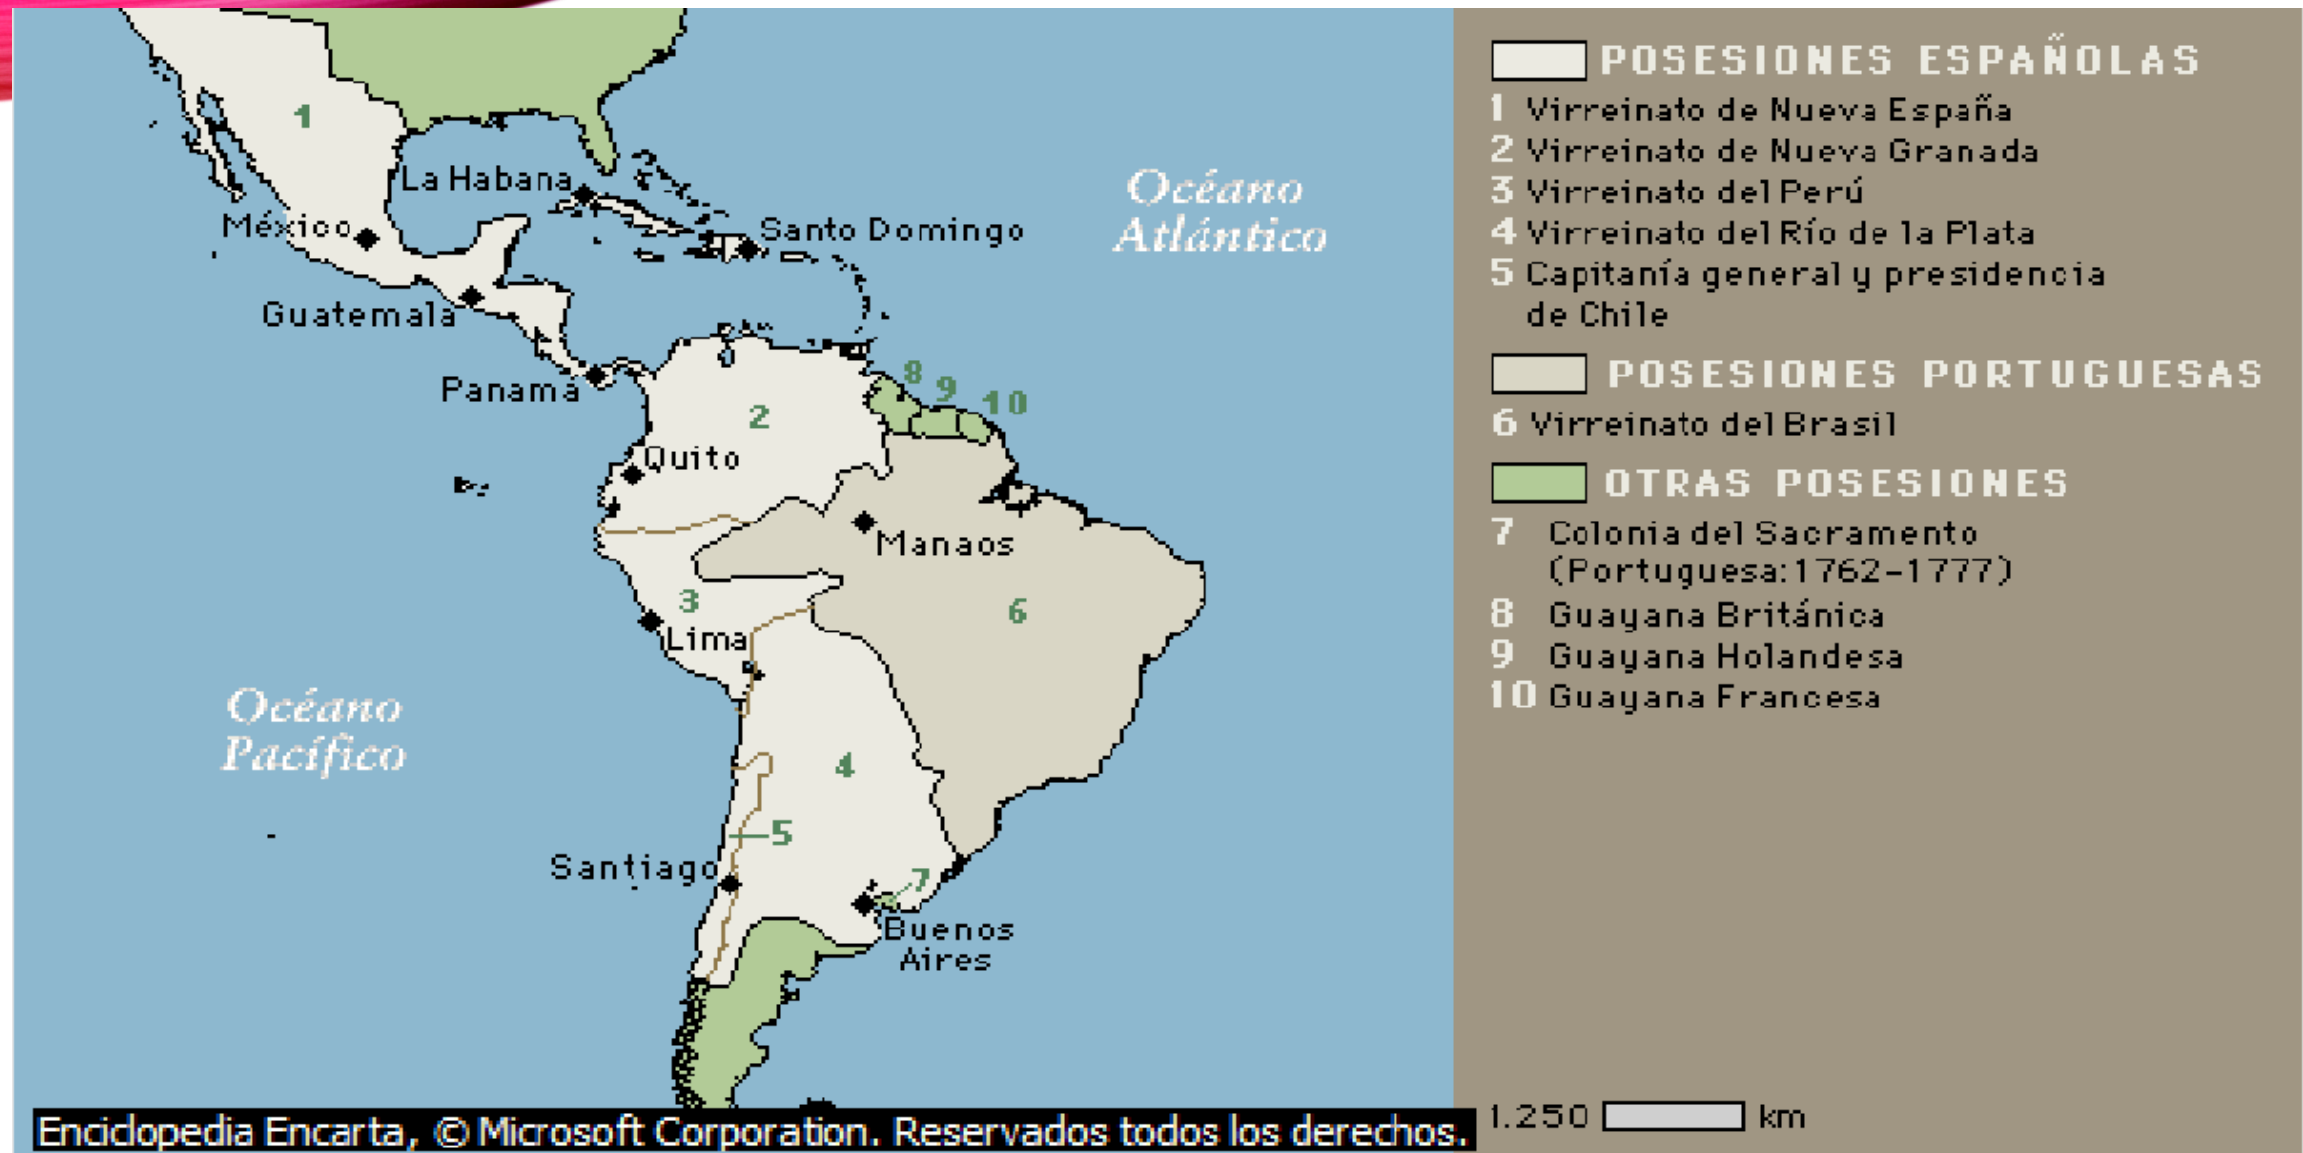 1
La Habana
México
Santo Domingo
Océano
Atlántico
Guatemala
Panamá
8
9
10
2
Quito
Manaos
3
6
Lima
Océano
Pacífico
4
5
Santiago
7
Buenos
Aires
Enciclopedia Encarta, © Microsoft Corporation. Reservados todos los derechos.
POSESIONES ESPAÑOLAS
1 Virreinato de Nueva España
2 Virreinato de Nueva Granada
3 Virreinato del Perú
4 Virreinato del Río de la Plata
5 Capitanía general y presidencia
de Chile
POSESIONES PORTUGUESAS
6 Virreinato del Brasil
OTRAS POSESIONES
7 Colonia del Sacramento
(Portuguesa:1762-1777)
8 Guayana Británica
9 Guayana Holandesa
10 Guayana Francesa
1.250 km